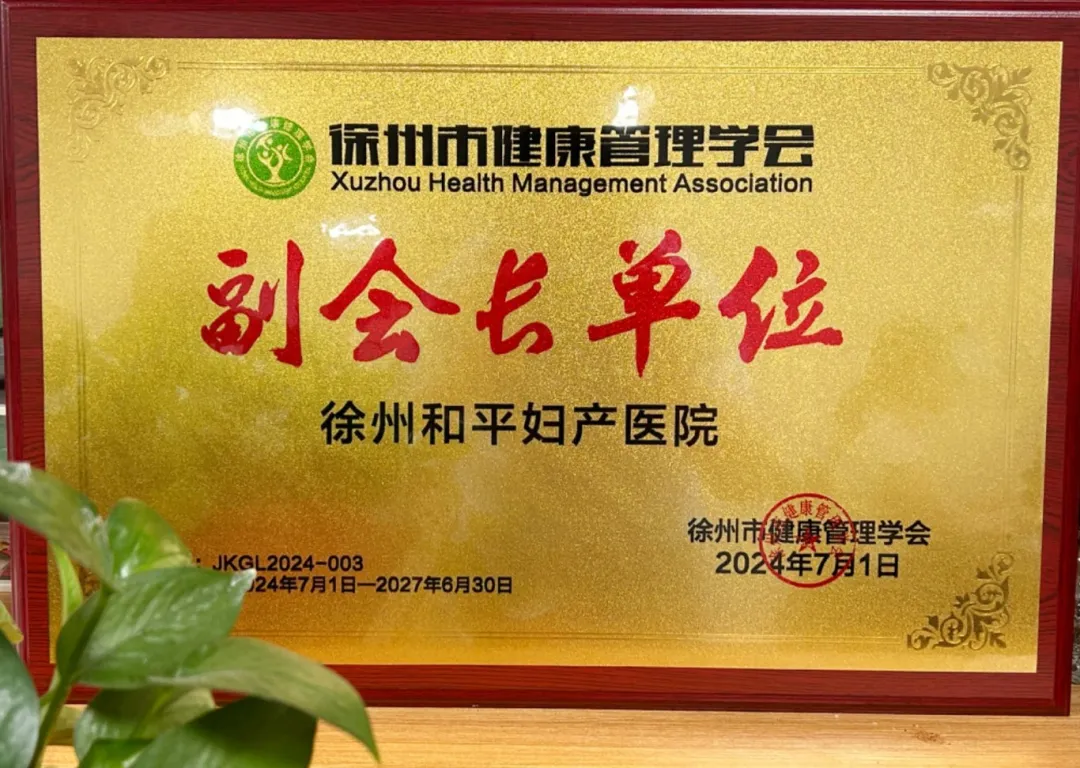 徐州市健康管理学会
Xuzhou Health Management Association
副会长单位
徐州和平妇产医院
徐州市健康管理学会
2024年7月1日
: JKGL2024-003
24年7月1日—2027年6月30日